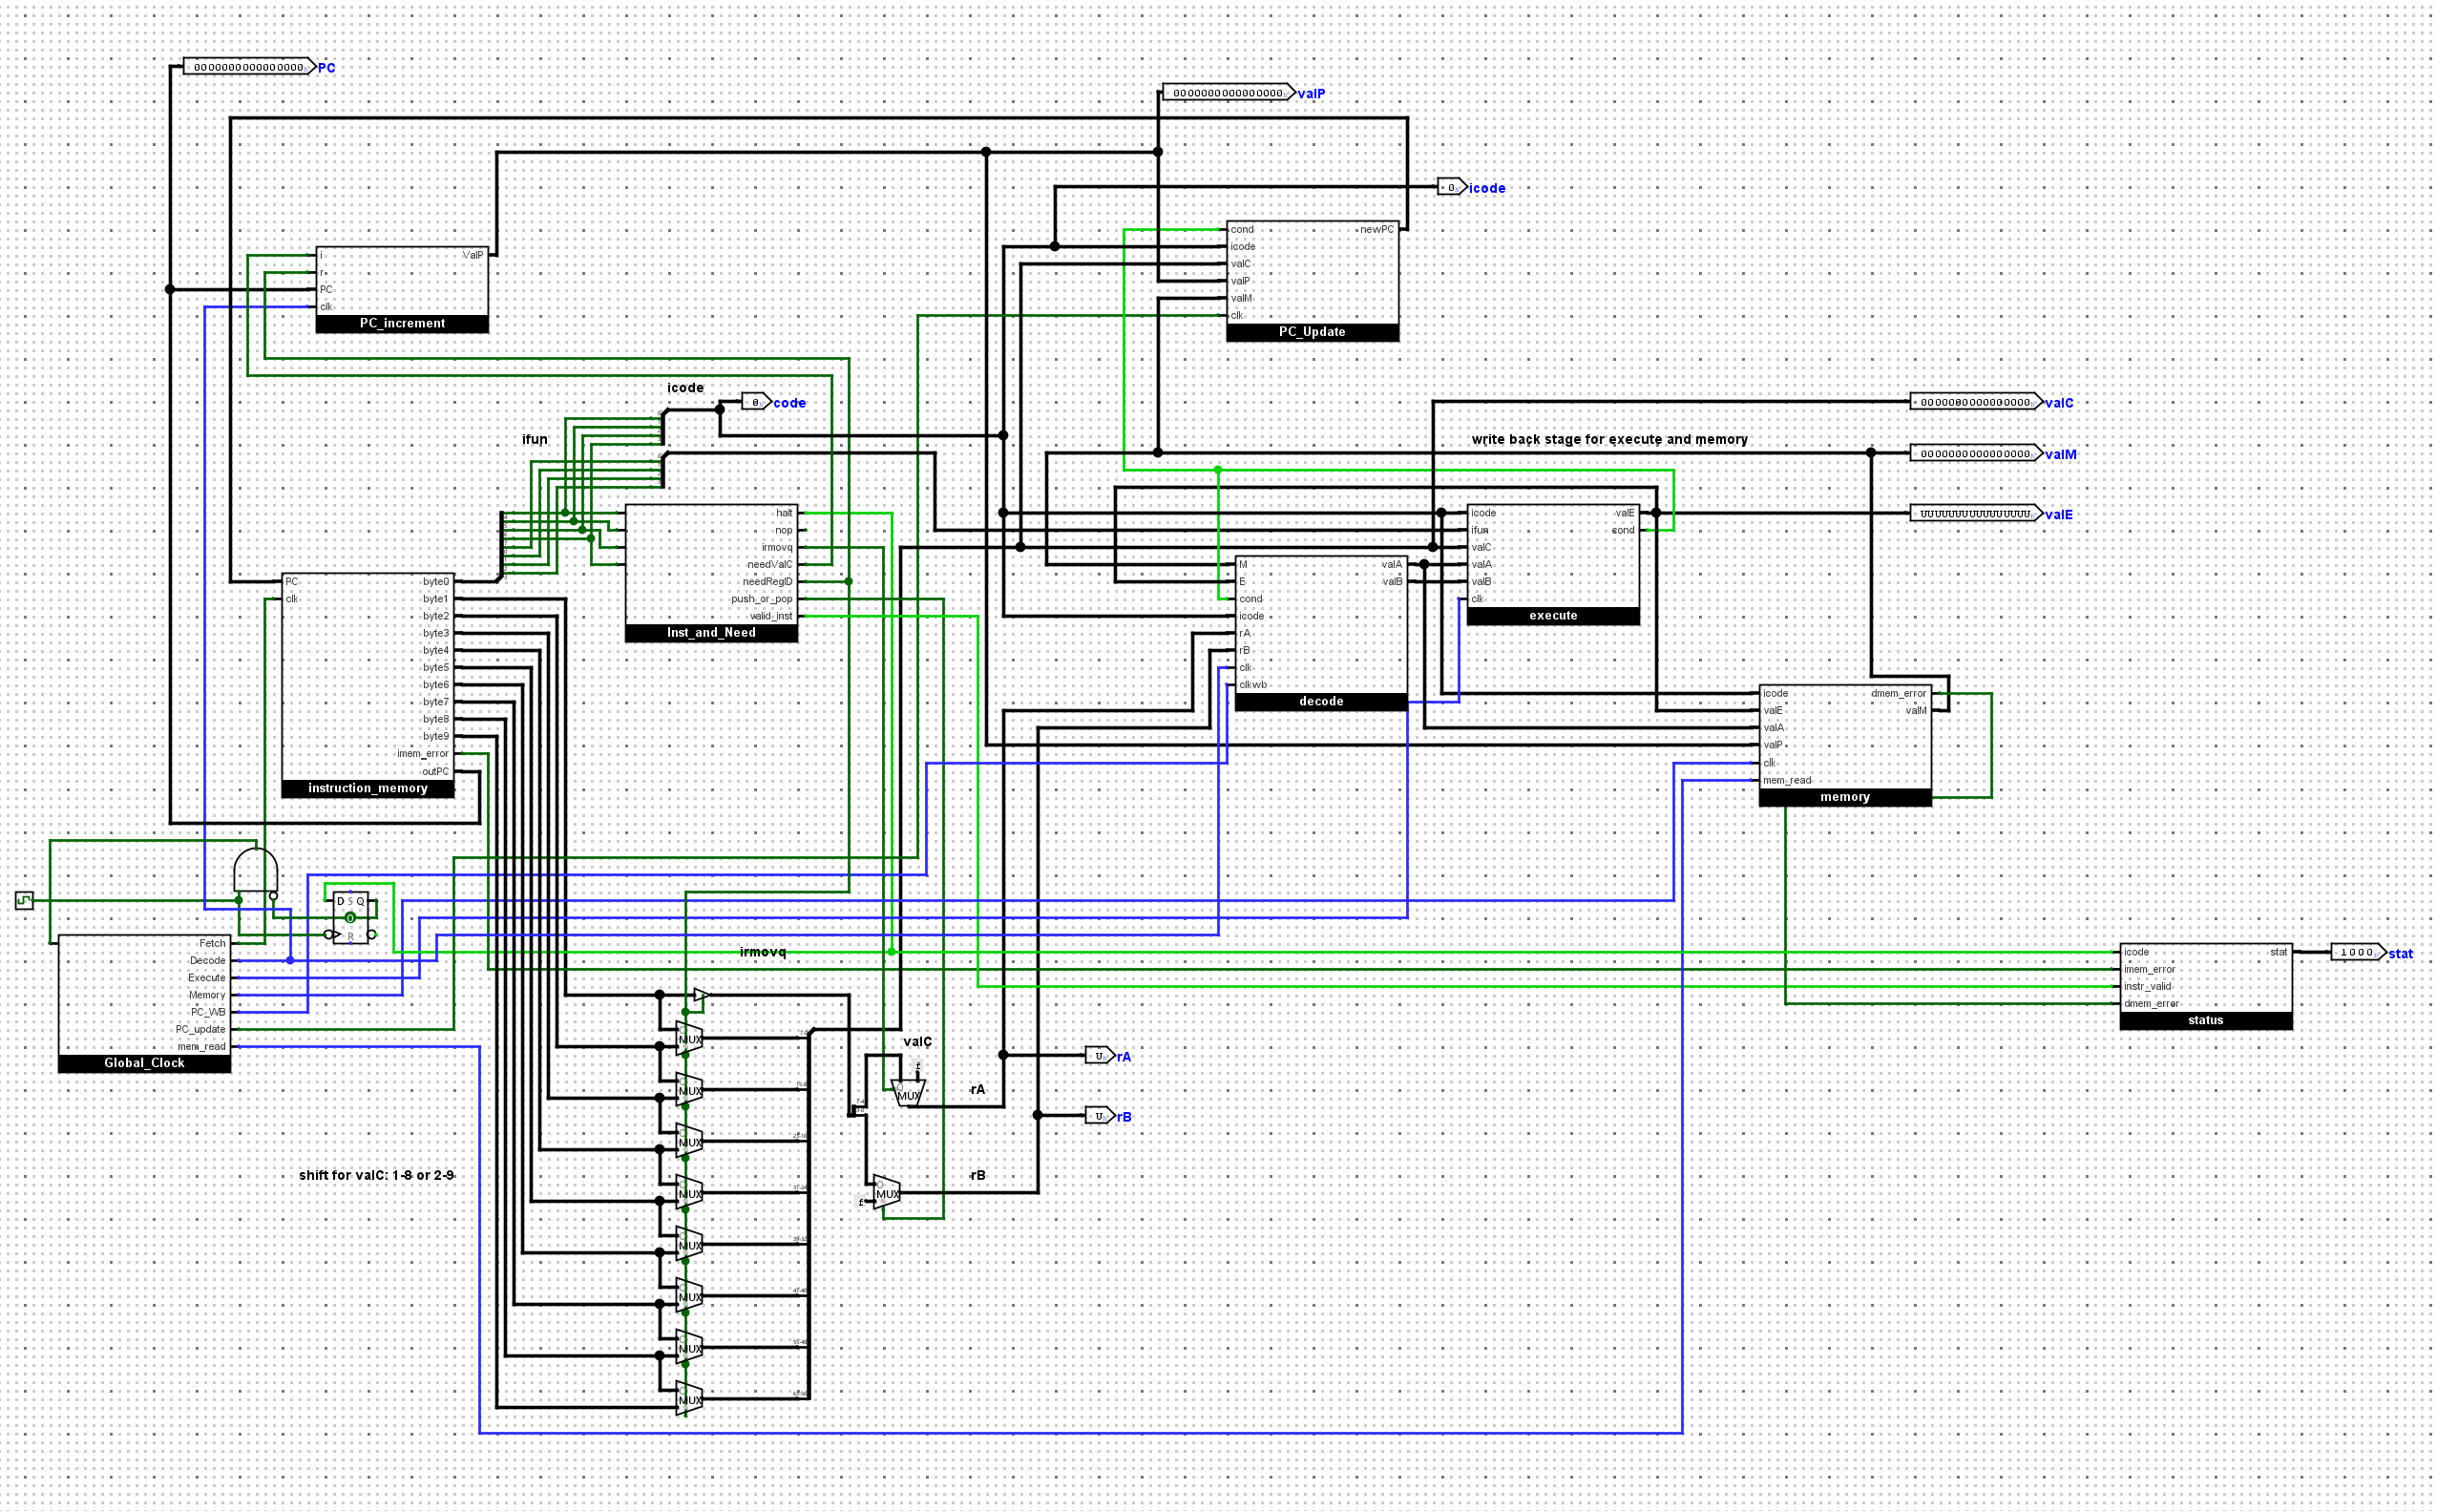 0000000000000000 PC
0000000000000000 valP
0 icode
cond newPC
icode
valC
valP
valM
clk
PC_Update
i ValP
r
PC
clk
PC_increment
icode
0 code
ifun
0000000000000000 valC
write back stage for execute and memory
0000000000000000 valM
UUUUUUUUUUUUUUUU valE
halt
nop
irmovq
needValC
needRegID
push_or_pop
valid_inst
Inst_and_Need
icode valE
ifun cond
valC
valA
valB
clk
execute
M valA
E valB
cond
icode
rA
rB
clk
clkwb
decode
PC byte0
clk byte1
byte2
byte3
byte4
byte5
byte6
byte7
byte8
byte9
imem_error
outPC
instruction_memory
icode dmem_error
valE valM
valA
valP
clk
mem_read
memory
D S Q
0
R
Fetch
Decode
Execute
Memory
PC_WB
PC_update
mem_read
Global_Clock
irmovq
icode stat
imem_error
instr_valid
dmem_error
status
1000 stat
MUX
valC
U rA
MUX
f
MUX
rA
U rB
MUX
shift for valC: 1-8 or 2-9
rB
MUX
MUX
f
MUX
MUX
MUX
MUX